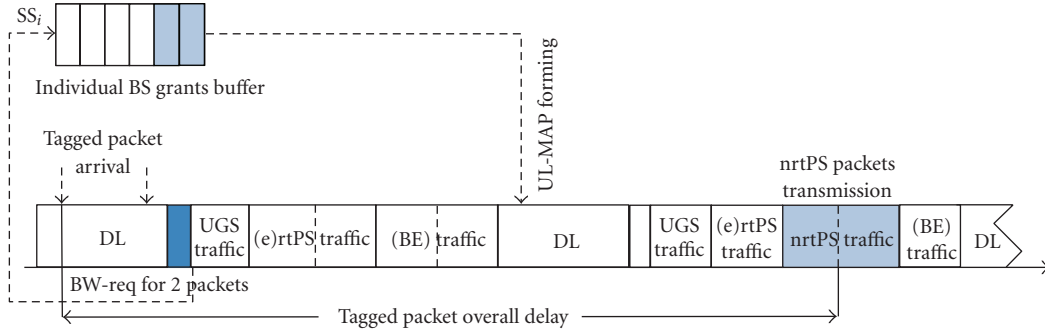 SSi
Individual BS grants buffer
Tagged packet
arrival
UL-MAP forming
nrtPS packets
transmission
DL
UGS
traffic
(e)rtPS traffic
(BE) traffic
DL
UGS
traffic
(e)rtPS
traffic
nrtPS traffic
(BE)
traffic
DL
BW-req for 2 packets
Tagged packet overall delay